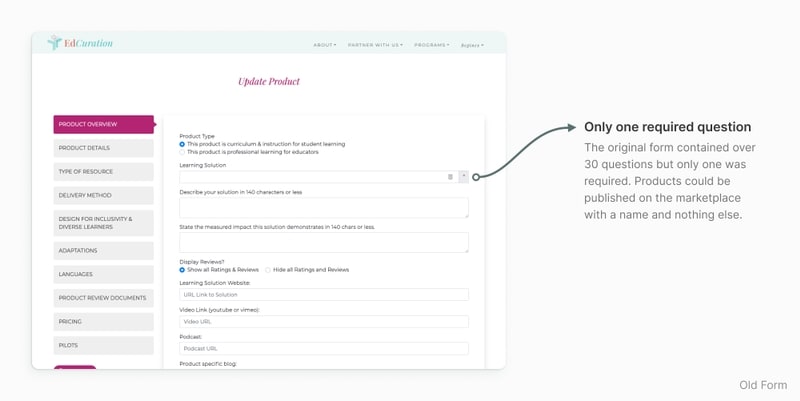 EdCuration
ABOUT
PARTNER WITH US
PROGRAMS
Update Product
PRODUCT OVERVIEW
PRODUCT DETAILS
TYPE OF RESOURCE
DELIVERY METHOD
DESIGN FOR INCLUSIVITY &
DIVERSE LEARNERS
ADAPTATIONS
LANGUAGES
PRODUCT REVIEW DOCUMENTS
PRICING
PILOTS
Product Type
This product is curriculum & instruction for student learning
This product is professional learning for educators
Learning Solution
Describe your solution in 140 characters or less
State the measured impact this solution demonstrates in 140 chars or less.
Display Reviews?
Show all Ratings & Reviews Hide all Ratings and Reviews
Learning Solution Website:
URL Link to Solution
Video Link (youtube or vimeo):
Video URL
Podcast:
Podcast URL
Product specific blog:
Only one required question
The original form contained over
30 questions but only one was
required. Products could be
published on the marketplace
with a name and nothing else.
Old Form